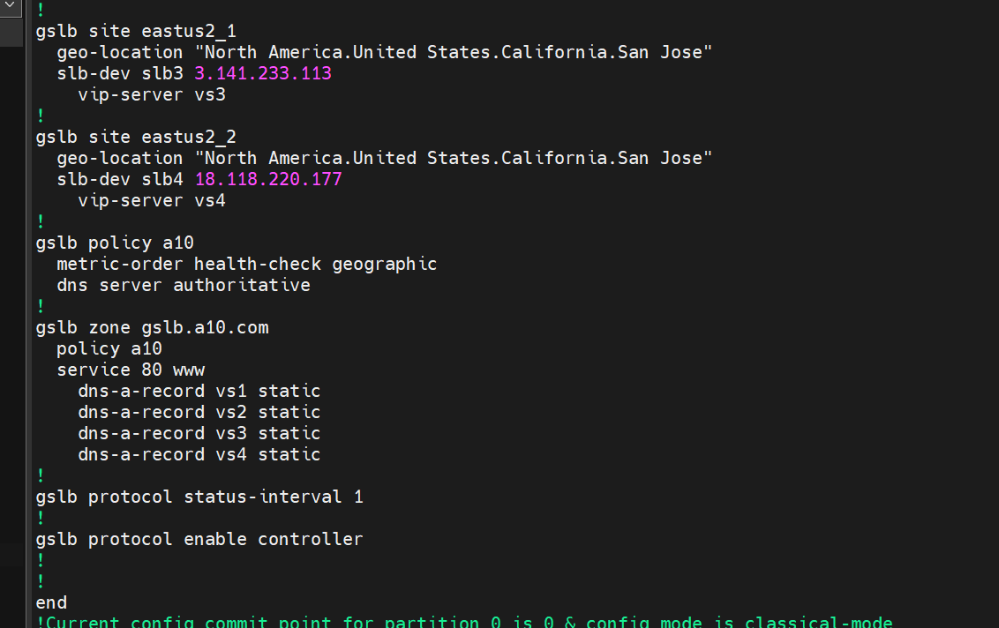 !
gslb site eastus2_1
  geo-location "North America.United States.California.San Jose"
  slb-dev slb3 3.141.233.113
    vip-server vs3
!
gslb site eastus2_2
  geo-location "North America.United States.California.San Jose"
  slb-dev slb4 18.118.220.177
    vip-server vs4
!
gslb policy a10
  metric-order health-check geographic
  dns server authoritative
!
gslb zone gslb.a10.com
  policy a10
  service 80 www
    dns-a-record vs1 static
    dns-a-record vs2 static
    dns-a-record vs3 static
    dns-a-record vs4 static
!
gslb protocol status-interval 1
!
gslb protocol enable controller
!
!
end
!Current config commit point for partition 0 is 0 & config mode is classical-mode